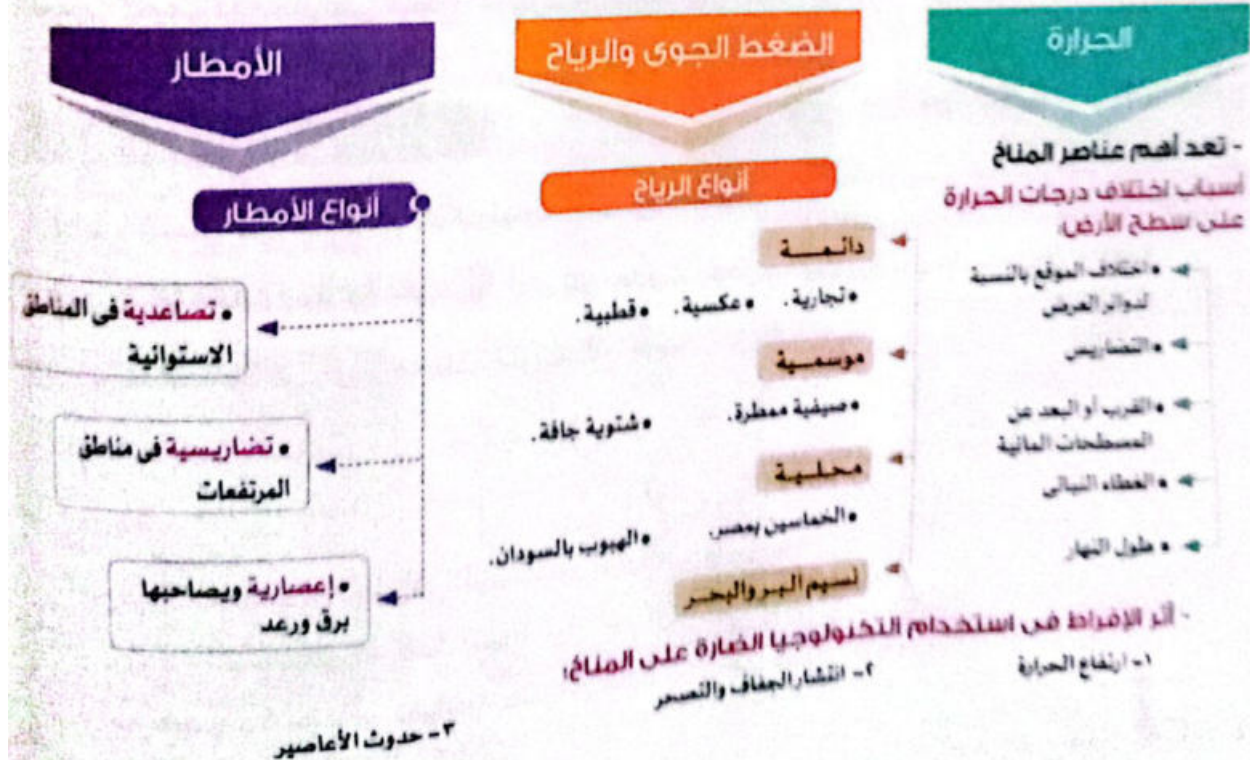 الحرارة
- تعد أهم عناصر المناخ
أسباب اختلاف درجات الحرارة
على سطح الأرض:
• اختلاف الموقع بالنسبة
لدوائر العرض
• التضاريس
• القرب أو البعد عن
المسطحات المائية
• الغطاء النباتى
• طول النهار
الضغط الجوى والرياح
أنواع الرياح
دائمة
• تجارية. • عكسية. • قطبية.
موسمية
• صيفية ممطرة. • شتوية جافة.
محلية
• الخماسين بمصر. • الهبوب بالسودان.
نسيم البر والبحر
الأمطار
أنواع الأمطار
• تصاعدية فى المناطق
الاستوائية
• تضاريسية فى مناطق
المرتفعات
• إعصارية ويصاحبها
برق ورعد
- أثر الإفراط فى استخدام التكنولوجيا الضارة على المناخ:
١- ارتفاع الحرارة
٢- انتشار الجفاف والتصحر
٣- حدوث الأعاصير